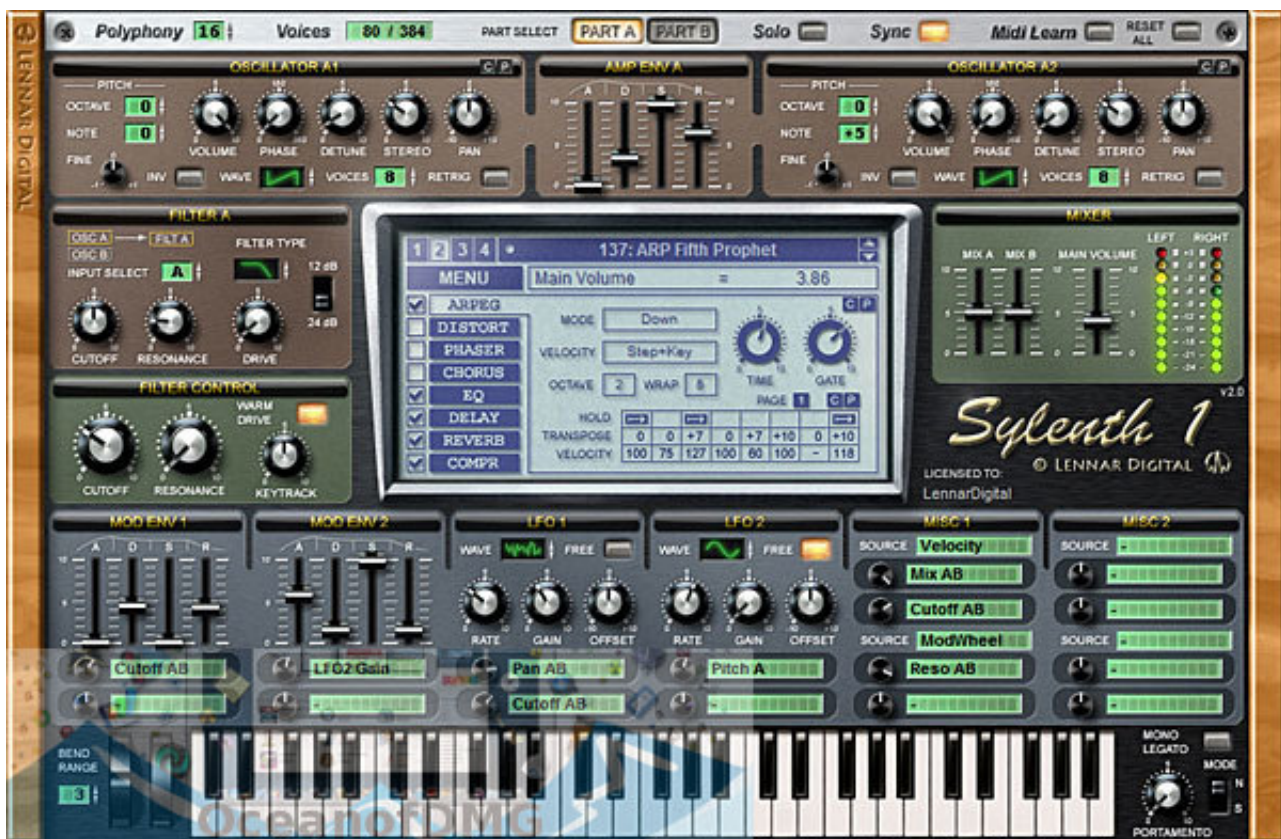 LENNAR DIGITAL
Polyphony 16 Voices 80 / 384 PART SELECT PART A PART B Solo Sync Midi Learn RESET ALL
OSCILLATOR A1 C P
PITCH
OCTAVE 0
NOTE 0
FINE
VOLUME PHASE DETUNE STEREO PAN
INV WAVE VOICES 8 RETRIG
AMP ENV A
A D S R
OSCILLATOR A2 C P
PITCH
OCTAVE 0
NOTE +5
FINE
VOLUME PHASE DETUNE STEREO PAN
INV WAVE VOICES 8 RETRIG
FILTER A
OSC A FILT A
OSC B
INPUT SELECT A
FILTER TYPE
12 dB
24 dB
CUTOFF RESONANCE DRIVE
FILTER CONTROL
WARM DRIVE
CUTOFF RESONANCE KEYTRACK
1 2 3 4 137: ARP Fifth Prophet
MENU Main Volume = 3.86
ARPEG
DISTORT
PHASER
CHORUS
EQ
DELAY
REVERB
COMPR
C P
MODE Down
VELOCITY Step+Key
OCTAVE 2 WRAP 8
TIME GATE
PAGE 1 C P
HOLD
TRANSPOSE 0 0 +7 0 +7 +10 0 +10
VELOCITY 100 75 127 100 60 100 - 118
MIXER
MIX A MIX B MAIN VOLUME
LEFT RIGHT
v2.0
Sylenth 1
© LENNAR DIGITAL
LICENSED TO:
LennarDigital
MOD ENV 1
A D S R
Cutoff AB
-
MOD ENV 2
A D S R
LFO2 Gain
-
LFO 1
WAVE FREE
RATE GAIN OFFSET
Pan AB
Cutoff AB
LFO 2
WAVE FREE
RATE GAIN OFFSET
Pitch A
-
MISC 1
SOURCE Velocity
Mix AB
Cutoff AB
SOURCE ModWheel
Reso AB
-
MISC 2
SOURCE -
-
-
SOURCE -
-
-
BEND RANGE
3
OceanofDMG
MONO LEGATO
MODE
N
S
PORTAMENTO